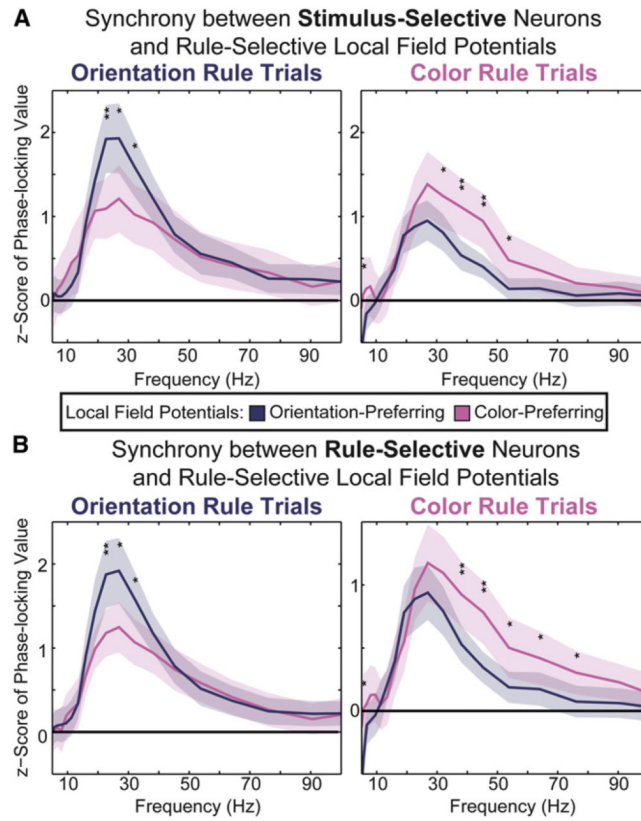 A
Synchrony between Stimulus-Selective Neurons
and Rule-Selective Local Field Potentials
Orientation Rule Trials
Color Rule Trials
z-Score of Phase-locking Value
2
1
0
**
*
*
10 30 50 70 90
Frequency (Hz)
2
1
0
*
*
**
**
*
10 30 50 70 90
Frequency (Hz)
Local Field Potentials: Orientation-Preferring Color-Preferring
B
Synchrony between Rule-Selective Neurons
and Rule-Selective Local Field Potentials
Orientation Rule Trials
Color Rule Trials
z-Score of Phase-locking Value
2
1
0
**
*
*
10 30 50 70 90
Frequency (Hz)
1
0
*
**
**
*
*
*
10 30 50 70 90
Frequency (Hz)